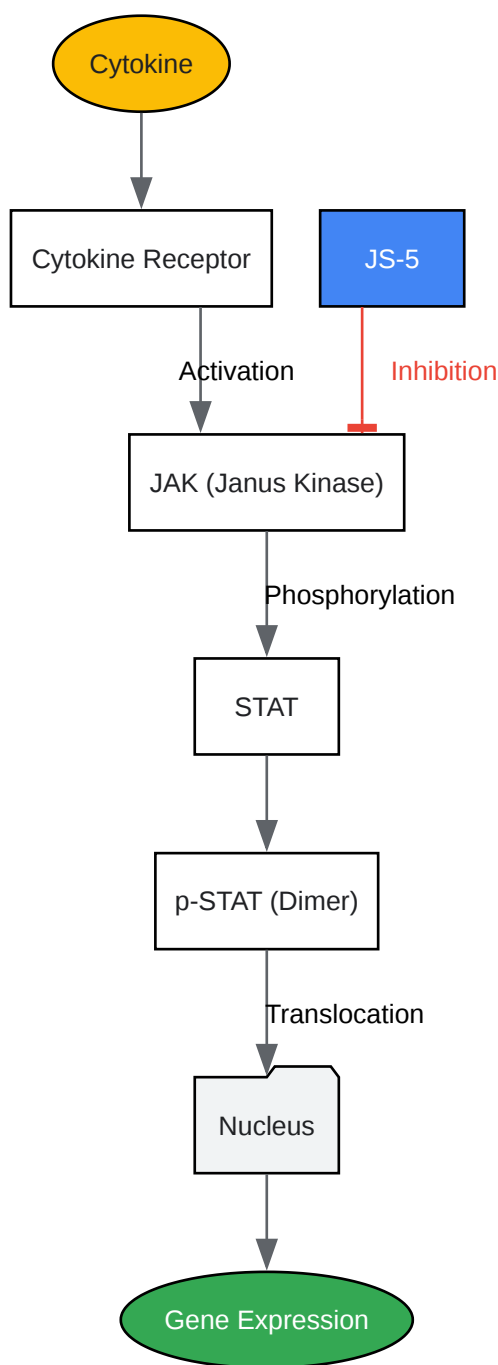 Cytokine
Cytokine Receptor
JS-5
Activation
Inhibition
JAK (Janus Kinase)
Phosphorylation
STAT
p-STAT (Dimer)
Translocation
Nucleus
Gene Expression